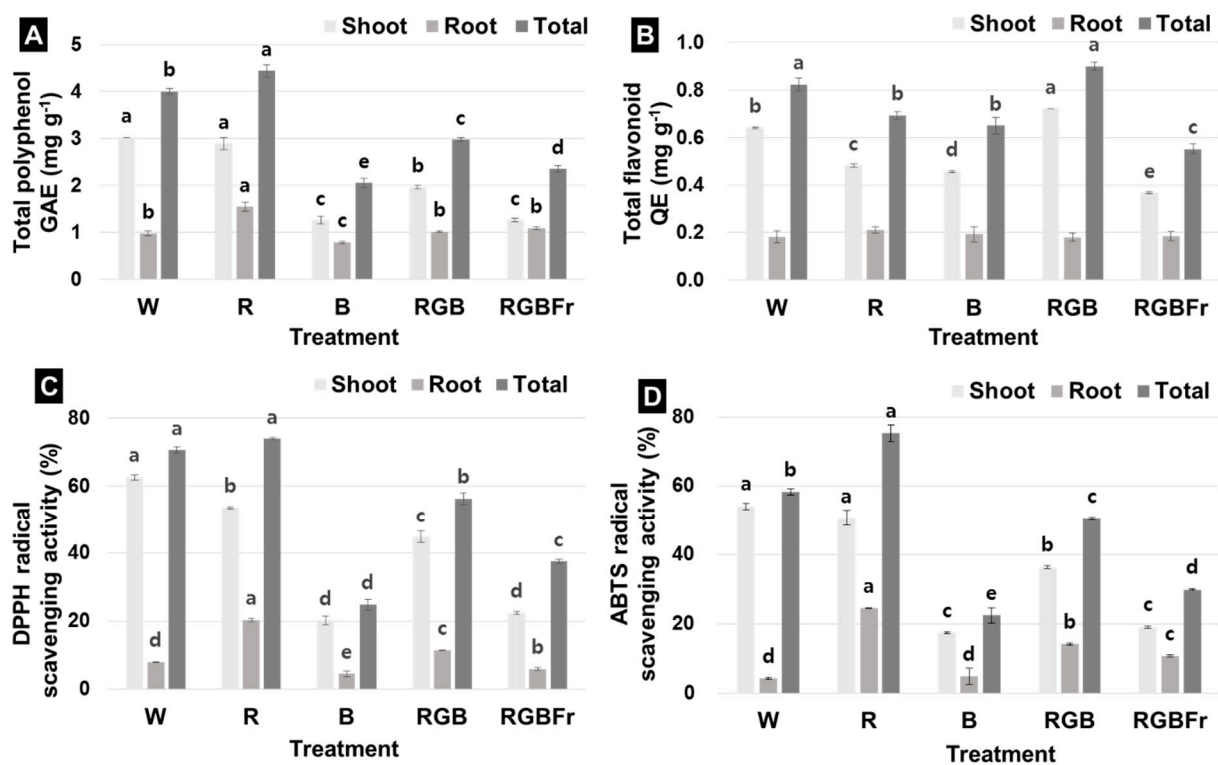 A
Shoot Root Total
Total polyphenol
GAE (mg g⁻¹)
5
4
3
2
1
0
a b b
a a a
c c e
b b c
c b d
W R B RGB RGBFr
Treatment
B
Shoot Root Total
Total flavonoid
QE (mg g⁻¹)
1.0
0.8
0.6
0.4
0.2
0.0
b a
c b
d b
a a
e c
W R B RGB RGBFr
Treatment
C
Shoot Root Total
DPPH radical
scavenging activity (%)
80
60
40
20
0
a d a
b a a
d e d
c c b
d b c
W R B RGB RGBFr
Treatment
D
Shoot Root Total
ABTS radical
scavenging activity (%)
80
60
40
20
0
a d b
a a a
c d e
b b c
c c d
W R B RGB RGBFr
Treatment